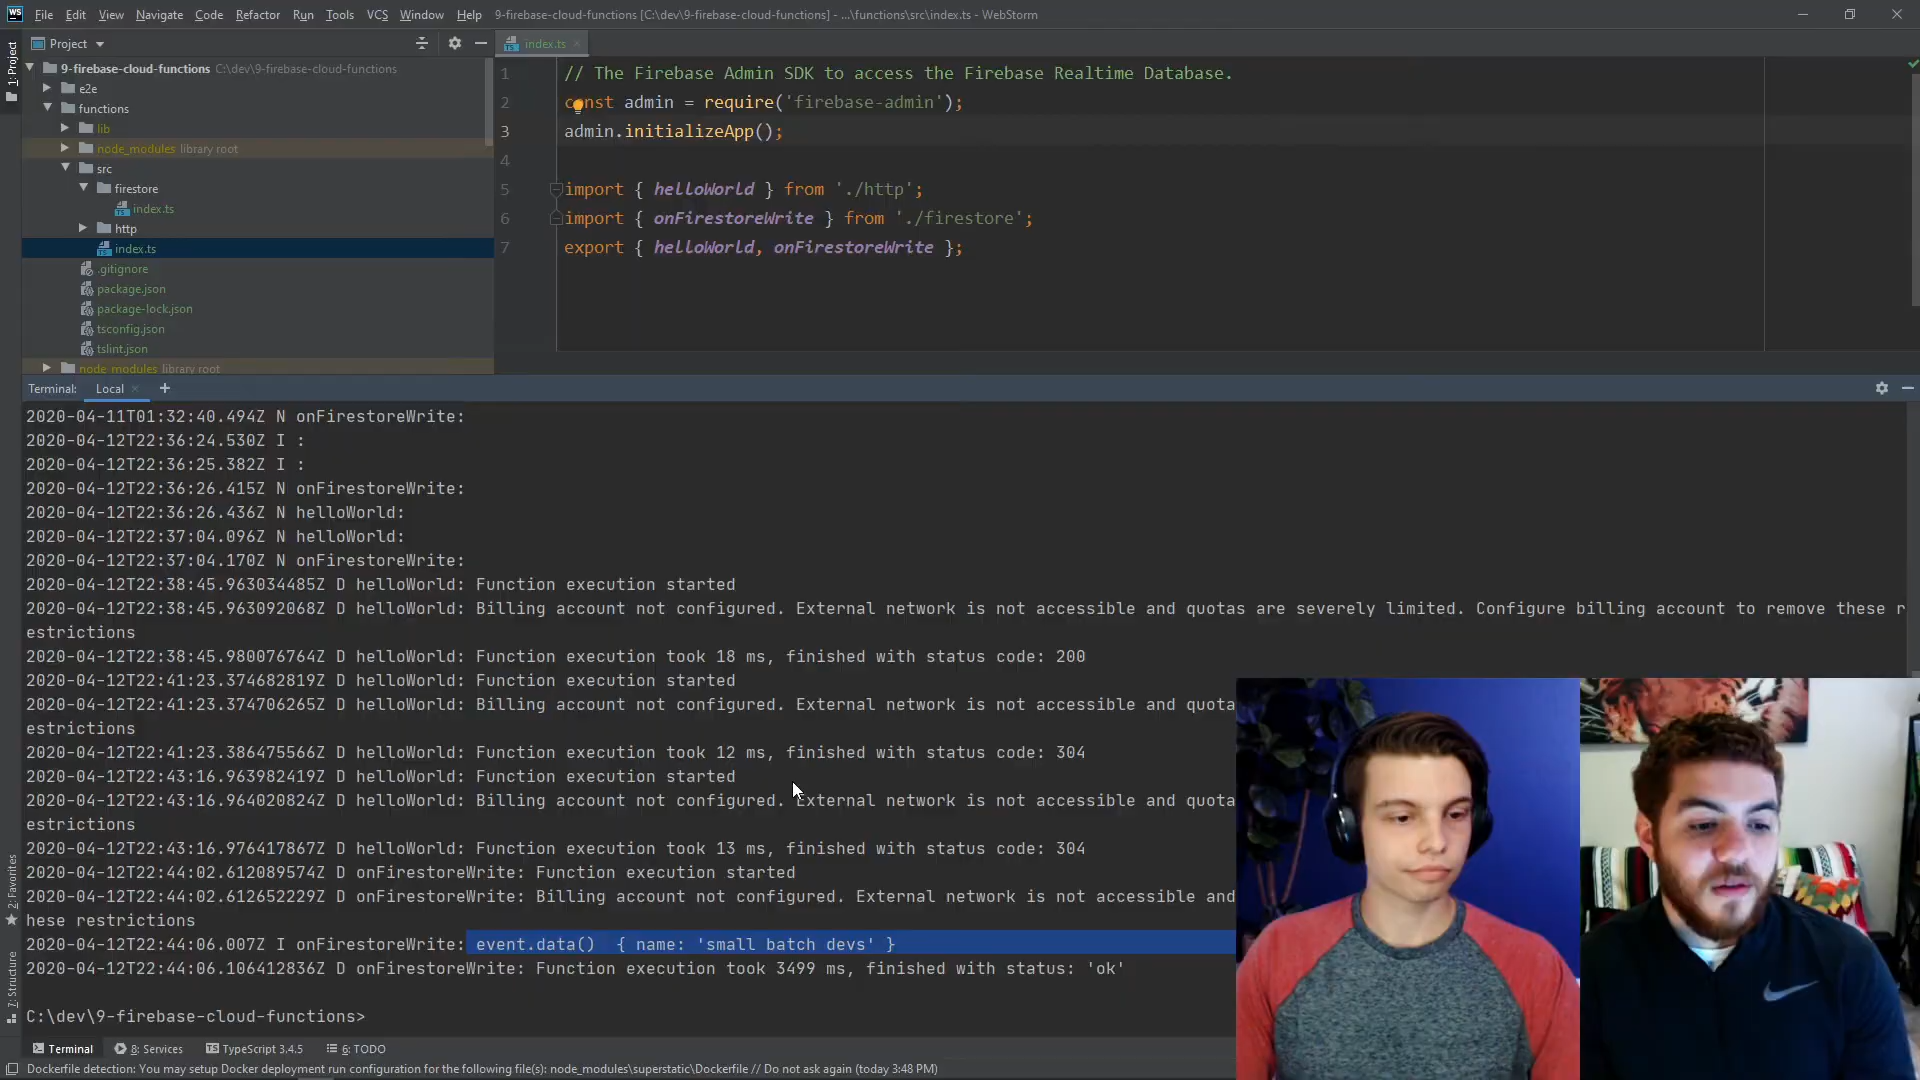 WS File Edit View Navigate Code Refactor Run Tools VCS Window Help 9-firebase-cloud-functions [C:\dev\9-firebase-cloud-functions] - ...\functions\src\index.ts - WebStorm
1: Project
Project
index.ts
9-firebase-cloud-functions C:\dev\9-firebase-cloud-functions
e2e
functions
lib
node_modules library root
src
firestore
index.ts
http
index.ts
.gitignore
package.json
package-lock.json
tsconfig.json
tslint.json
node_modules library root
1 // The Firebase Admin SDK to access the Firebase Realtime Database.
2 const admin = require('firebase-admin');
3 admin.initializeApp();
4
5 import { helloWorld } from './http';
6 import { onFirestoreWrite } from './firestore';
7 export { helloWorld, onFirestoreWrite };
Terminal: Local +
2020-04-11T01:32:40.494Z N onFirestoreWrite:
2020-04-12T22:36:24.530Z I :
2020-04-12T22:36:25.382Z I :
2020-04-12T22:36:26.415Z N onFirestoreWrite:
2020-04-12T22:36:26.436Z N helloWorld:
2020-04-12T22:37:04.096Z N helloWorld:
2020-04-12T22:37:04.170Z N onFirestoreWrite:
2020-04-12T22:38:45.963034485Z D helloWorld: Function execution started
2020-04-12T22:38:45.963092068Z D helloWorld: Billing account not configured. External network is not accessible and quotas are severely limited. Configure billing account to remove these r
estrictions
2020-04-12T22:38:45.980076764Z D helloWorld: Function execution took 18 ms, finished with status code: 200
2020-04-12T22:41:23.374682819Z D helloWorld: Function execution started
2020-04-12T22:41:23.374706265Z D helloWorld: Billing account not configured. External network is not accessible and quota
estrictions
2020-04-12T22:41:23.386475566Z D helloWorld: Function execution took 12 ms, finished with status code: 304
2020-04-12T22:43:16.963982419Z D helloWorld: Function execution started
2020-04-12T22:43:16.964020824Z D helloWorld: Billing account not configured. External network is not accessible and quota
estrictions
2020-04-12T22:43:16.976417867Z D helloWorld: Function execution took 13 ms, finished with status code: 304
2020-04-12T22:44:02.612089574Z D onFirestoreWrite: Function execution started
2020-04-12T22:44:02.612652229Z D onFirestoreWrite: Billing account not configured. External network is not accessible and
hese restrictions
2020-04-12T22:44:06.007Z I onFirestoreWrite: event.data() { name: 'small batch devs' }
2020-04-12T22:44:06.106412836Z D onFirestoreWrite: Function execution took 3499 ms, finished with status: 'ok'
C:\dev\9-firebase-cloud-functions>
2: Favorites
7: Structure
Terminal 8: Services TypeScript 3.4.5 6: TODO
Dockerfile detection: You may setup Docker deployment run configuration for the following file(s): node_modules\superstatic\Dockerfile // Do not ask again (today 3:48 PM)